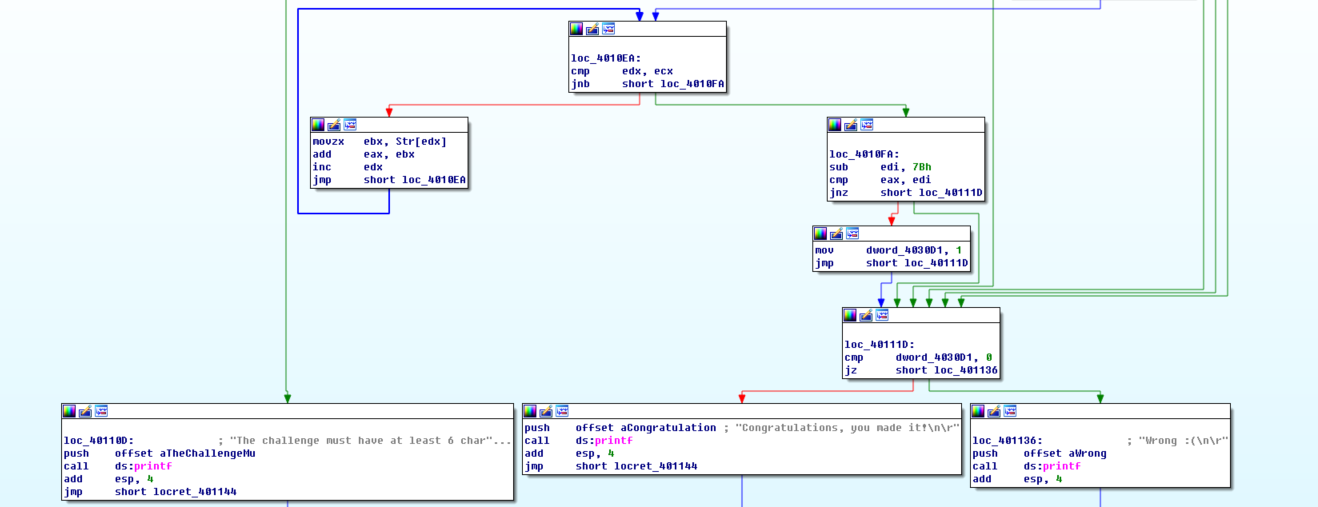 loc_4010EA:
cmp edx, ecx
jnb short loc_4010FA
movzx ebx, Str[edx]
add eax, ebx
inc edx
jmp short loc_4010EA
loc_4010FA:
sub edi, 7Bh
cmp eax, edi
jnz short loc_40111D
mov dword_4030D1, 1
jmp short loc_40111D
loc_40111D:
cmp dword_4030D1, 0
jz short loc_401136
loc_40110D: ; "The challenge must have at least 6 char"...
push offset aTheChallengeMu
call ds:printf
add esp, 4
jmp short locret_401144
push offset aCongratulation ; "Congratulations, you made it!\n\r"
call ds:printf
add esp, 4
jmp short locret_401144
loc_401136: ; "Wrong :(\n\r"
push offset aWrong
call ds:printf
add esp, 4